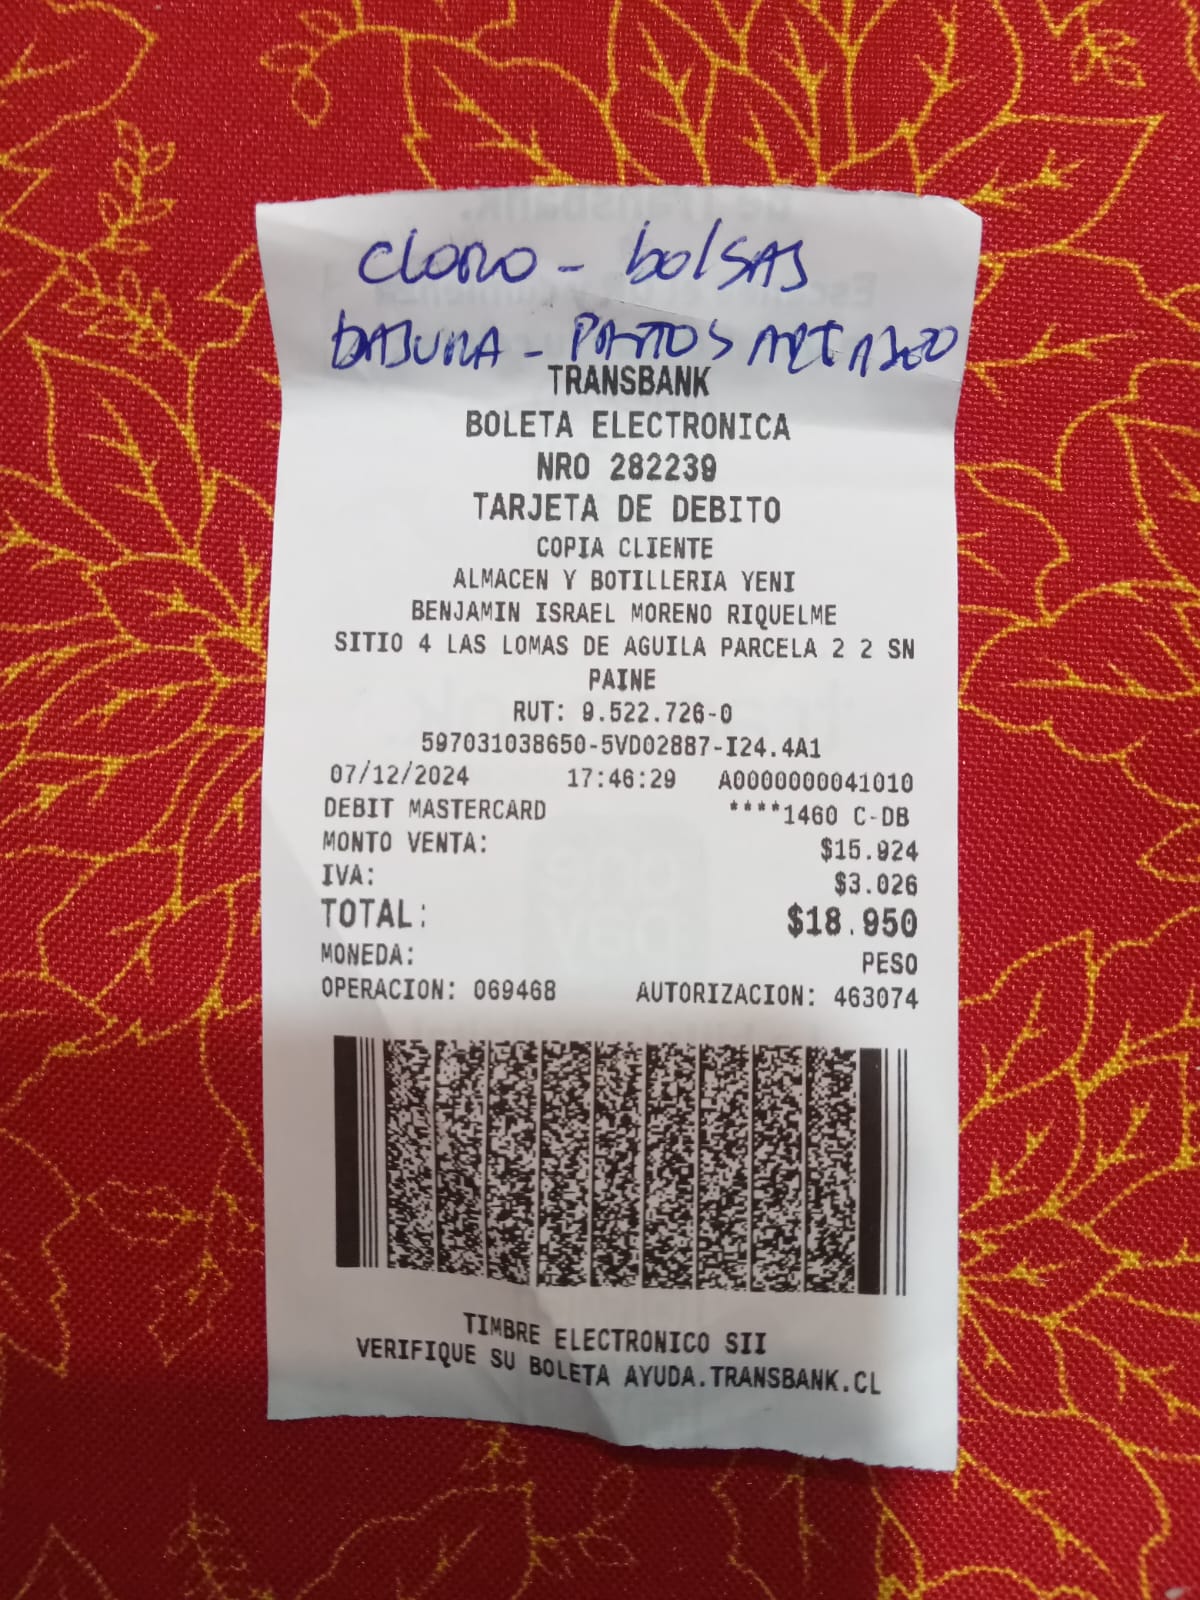 cloro - bolsas
BASURA - PAÑOS
TRANSBANK
BOLETA ELECTRONICA
NRO 282239
TARJETA DE DEBITO
COPIA CLIENTE
ALMACEN Y BOTILLERIA YENI
BENJAMIN ISRAEL MORENO RIQUELME
SITIO 4 LAS LOMAS DE AGUILA PARCELA 2 2 SN
PAINE
RUT: 9.522.726-0
597031038650-5VD02887-I24.4A1
07/12/2024 17:46:29 A0000000041010
DEBIT MASTERCARD ****1460 C-DB
MONTO VENTA: $15.924
IVA: $3.026
TOTAL: $18.950
MONEDA: PESO
OPERACION: 069468 AUTORIZACION: 463074
TIMBRE ELECTRONICO SII
VERIFIQUE SU BOLETA AYUDA.TRANSBANK.CL